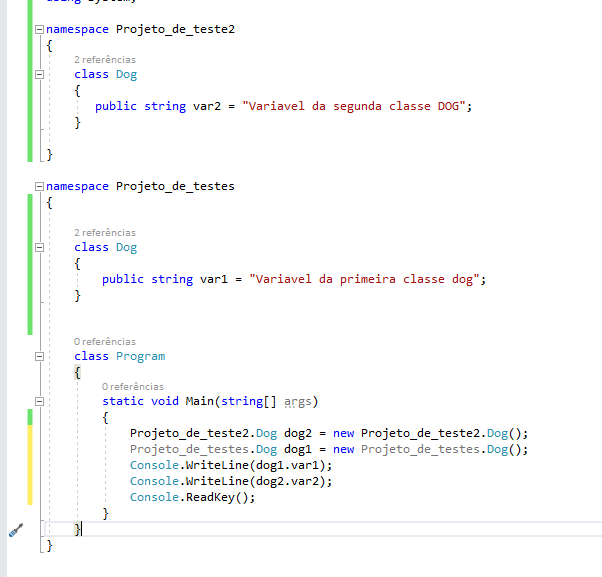 using System;
namespace Projeto_de_teste2
{
2 referências
class Dog
{
public string var2 = "Variavel da segunda classe DOG";
}
}
namespace Projeto_de_testes
{
2 referências
class Dog
{
public string var1 = "Variavel da primeira classe dog";
}
0 referências
class Program
{
0 referências
static void Main(string[] args)
{
Projeto_de_teste2.Dog dog2 = new Projeto_de_teste2.Dog();
Projeto_de_testes.Dog dog1 = new Projeto_de_testes.Dog();
Console.WriteLine(dog1.var1);
Console.WriteLine(dog2.var2);
Console.ReadKey();
}
}
}